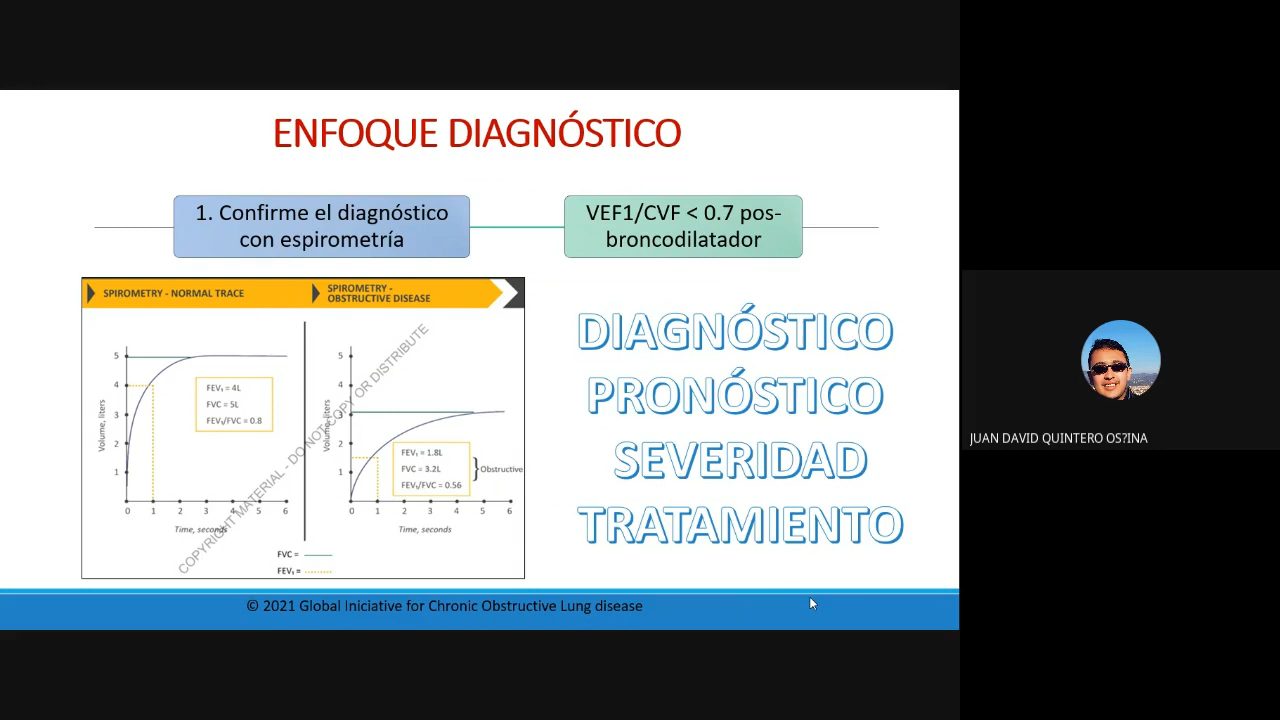 ENFOQUE DIAGNÓSTICO
1. Confirme el diagnóstico
con espirometría
VEF1/CVF < 0.7 pos-
broncodilatador
SPIROMETRY - NORMAL TRACE
SPIROMETRY -
OBSTRUCTIVE DISEASE
Volume, liters
5
4
3
2
1
FEV₁ = 4L
FVC = 5L
FEV₁/FVC = 0.8
0 1 2 3 4 5 6
Time, seconds
Volume, liters
5
4
3
2
1
FEV₁ = 1.8L
FVC = 3.2L
FEV₁/FVC = 0.56
Obstructive
0 1 2 3 4 5 6
Time, seconds
FVC =
FEV₁ =
COPYRIGHT MATERIAL - DO NOT COPY OR DISTRIBUTE
DIAGNÓSTICO
PRONÓSTICO
SEVERIDAD
TRATAMIENTO
© 2021 Global Iniciative for Chronic Obstructive Lung disease
JUAN DAVID QUINTERO OS?INA